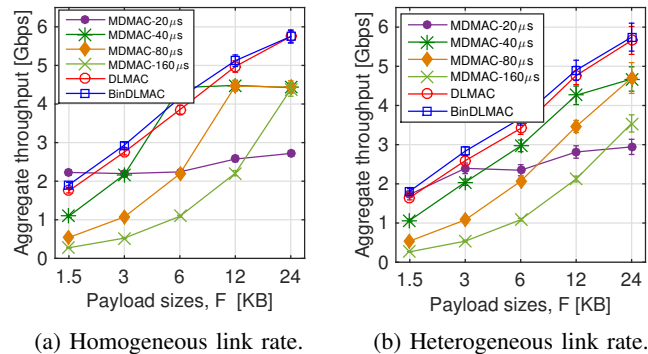 Aggregate throughput [Gbps]
6
5
4
3
2
1
0
MDMAC-20μs
MDMAC-40μs
MDMAC-80μs
MDMAC-160μs
DLMAC
BinDLMAC
1.5 3 6 12 24
Payload sizes, F [KB]
(a) Homogeneous link rate.
Aggregate throughput [Gbps]
6
5
4
3
2
1
0
MDMAC-20μs
MDMAC-40μs
MDMAC-80μs
MDMAC-160μs
DLMAC
BinDLMAC
1.5 3 6 12 24
Payload sizes, F [KB]
(b) Heterogeneous link rate.